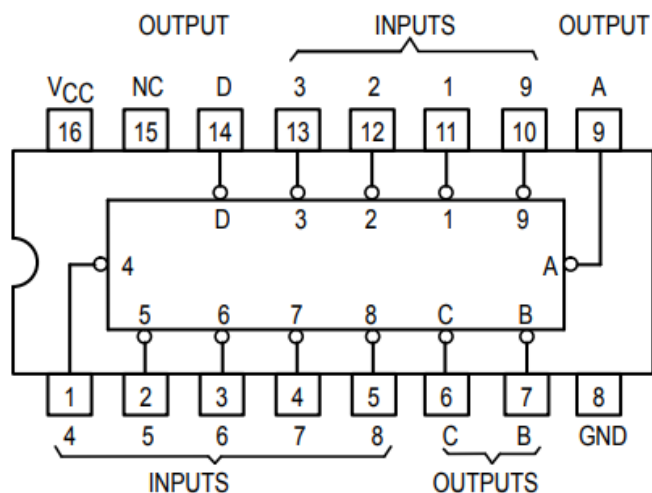 OUTPUT INPUTS OUTPUT
VCC NC D 3 2 1 9 A
16 15 14 13 12 11 10 9
D 3 2 1 9
4 A
5 6 7 8 C B
1 2 3 4 5 6 7 8
4 5 6 7 8 C B GND
INPUTS OUTPUTS